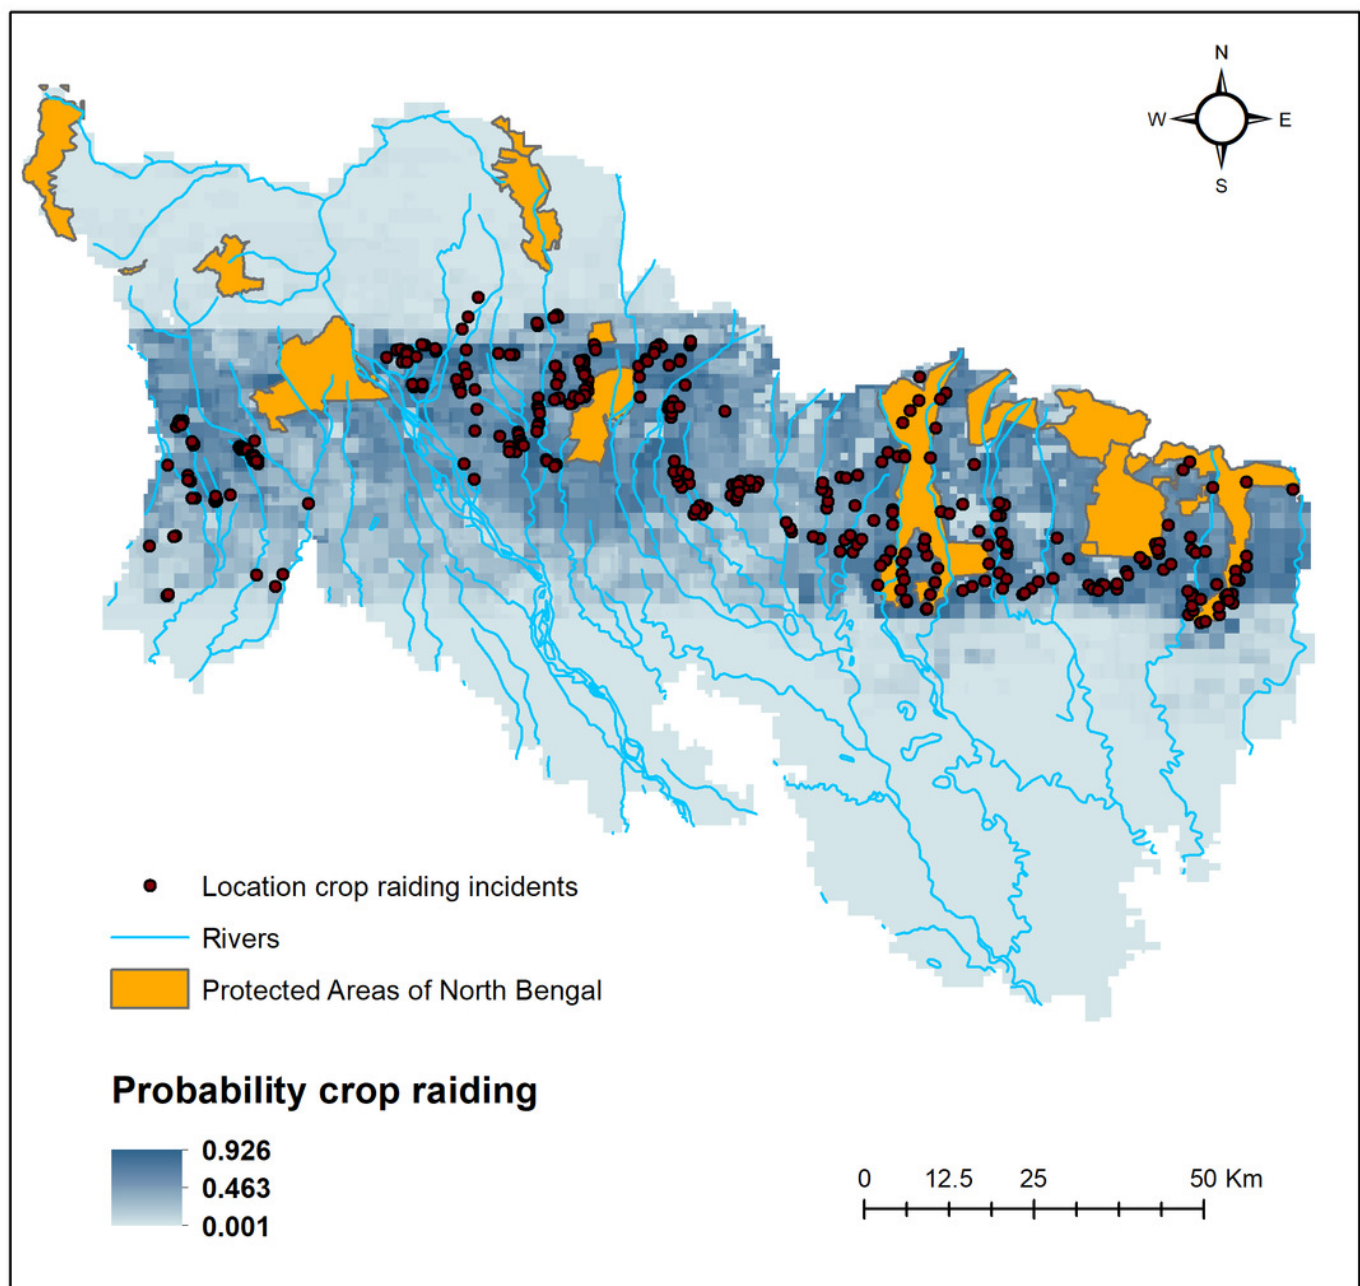 N
W
E
S
Location crop raiding incidents
Rivers
Protected Areas of North Bengal
Probability crop raiding
0.926
0.463
0.001
0 12.5 25 50 Km